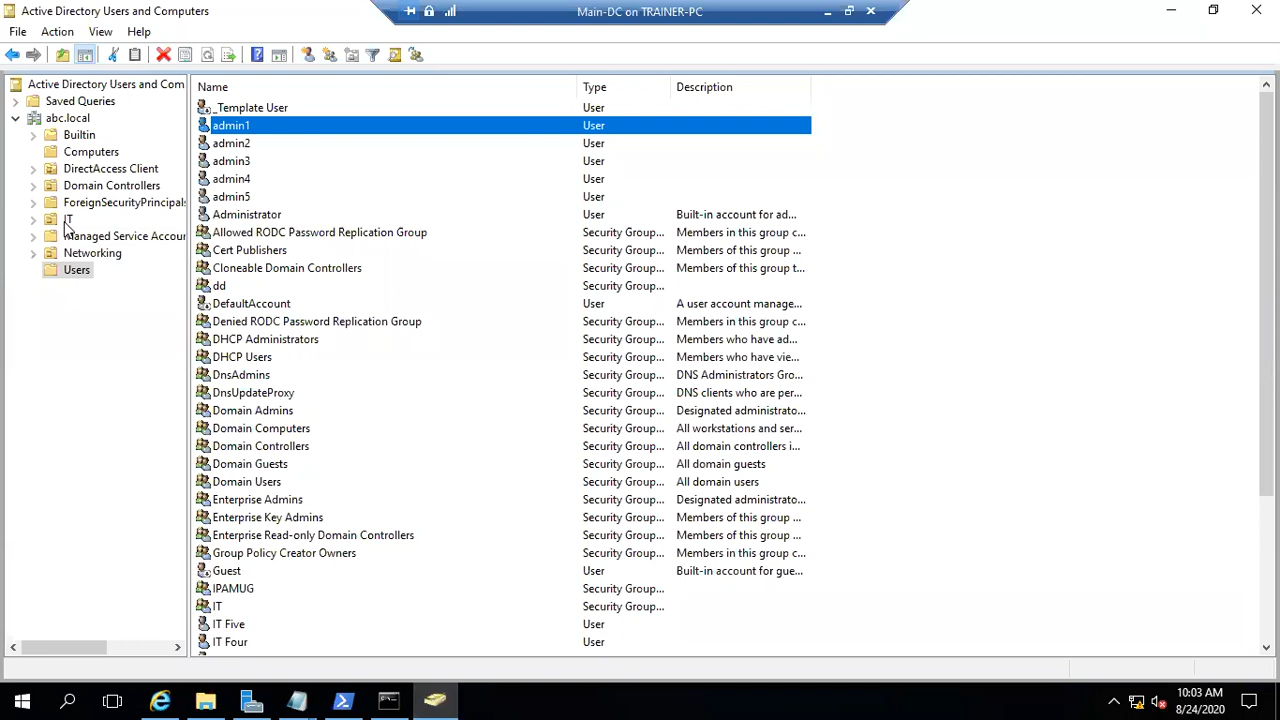 Active Directory Users and Computers
Main-DC on TRAINER-PC
File Action View Help
Active Directory Users and Com
Saved Queries
abc.local
Builtin
Computers
DirectAccess Client
Domain Controllers
ForeignSecurityPrincipals
IT
Managed Service Accour
Networking
Users
Name Type Description
_Template User User
admin1 User
admin2 User
admin3 User
admin4 User
admin5 User
Administrator User Built-in account for ad...
Allowed RODC Password Replication Group Security Group... Members in this group c...
Cert Publishers Security Group... Members of this group ...
Cloneable Domain Controllers Security Group... Members of this group t...
dd Security Group...
DefaultAccount User A user account manage...
Denied RODC Password Replication Group Security Group... Members in this group c...
DHCP Administrators Security Group... Members who have ad...
DHCP Users Security Group... Members who have vie...
DnsAdmins Security Group... DNS Administrators Gro...
DnsUpdateProxy Security Group... DNS clients who are per...
Domain Admins Security Group... Designated administrato...
Domain Computers Security Group... All workstations and ser...
Domain Controllers Security Group... All domain controllers i...
Domain Guests Security Group... All domain guests
Domain Users Security Group... All domain users
Enterprise Admins Security Group... Designated administrato...
Enterprise Key Admins Security Group... Members of this group ...
Enterprise Read-only Domain Controllers Security Group... Members of this group ...
Group Policy Creator Owners Security Group... Members in this group c...
Guest User Built-in account for gue...
IPAMUG Security Group...
IT Security Group...
IT Five User
IT Four User
10:03 AM
8/24/2020